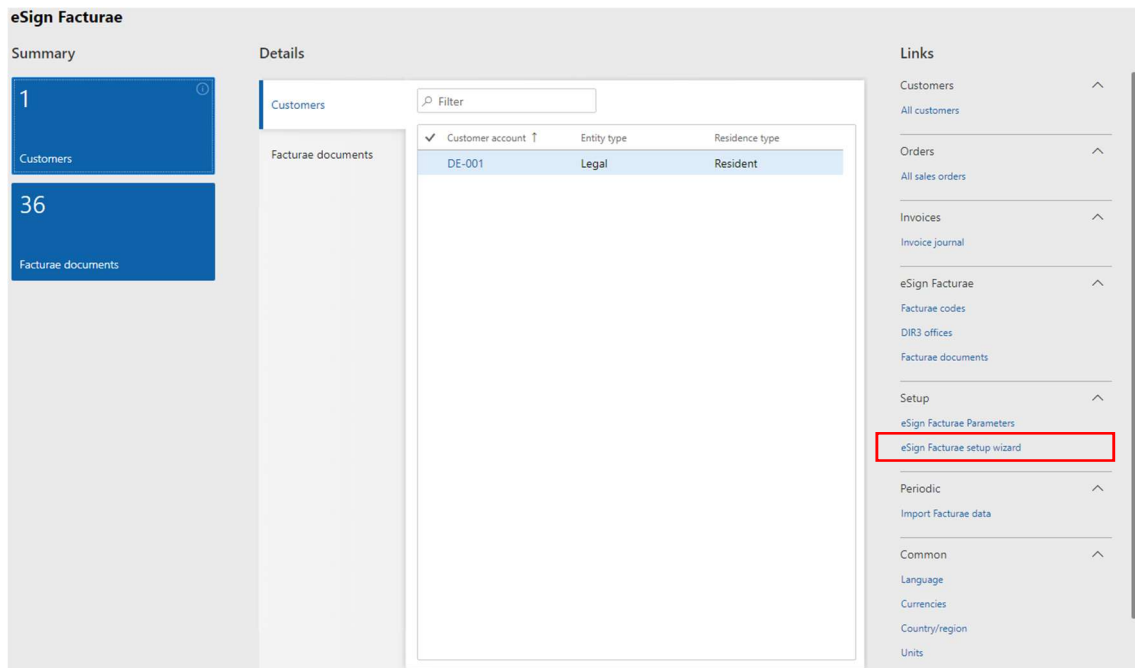 eSign Facturae
Summary
1
Customers
36
Facturae documents
Details
Customers
Facturae documents
Filter
Customer account ↑ Entity type Residence type
DE-001 Legal Resident
Links
Customers
All customers
Orders
All sales orders
Invoices
Invoice journal
eSign Facturae
Facturae codes
DIR3 offices
Facturae documents
Setup
eSign Facturae Parameters
eSign Facturae setup wizard
Periodic
Import Facturae data
Common
Language
Currencies
Country/region
Units